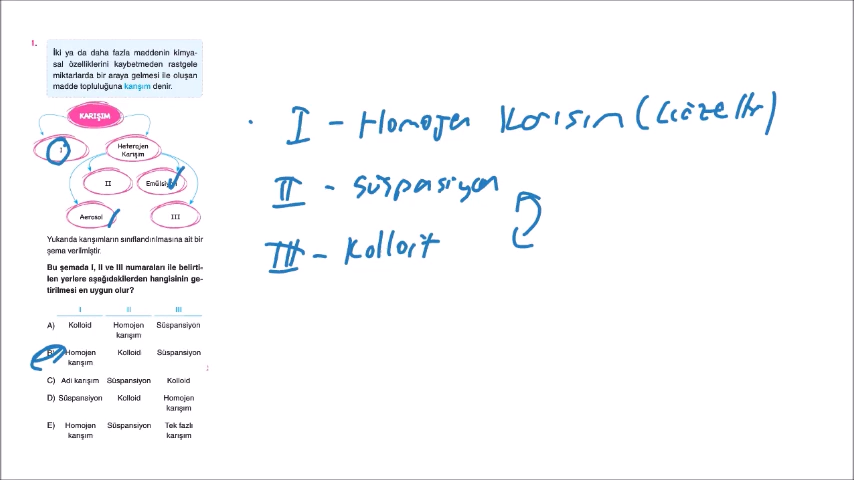 1.
İki ya da daha fazla maddenin kimya-
sal özelliklerini kaybetmeden rastgele
miktarlarda bir araya gelmesi ile oluşan
madde topluluğuna karışım denir.
KARIŞIM
I
Heterojen
Karışım
II
Emülsiyon
Aerosol
III
Yukarıda karışımların sınıflandırılmasına ait bir
şema verilmiştir.
Bu şemada I, II ve III numaraları ile belirti-
len yerlere aşağıdakilerden hangisinin ge-
tirilmesi en uygun olur?
I II III
A) Kolloid Homojen karışım Süspansiyon
B) Homojen karışım Kolloid Süspansiyon
C) Adi karışım Süspansiyon Kolloid
D) Süspansiyon Kolloid Homojen karışım
E) Homojen karışım Süspansiyon Tek fazlı karışım
I - Homojen Karışım (Çözelti)
II - süspasiyon
III - Kolloit